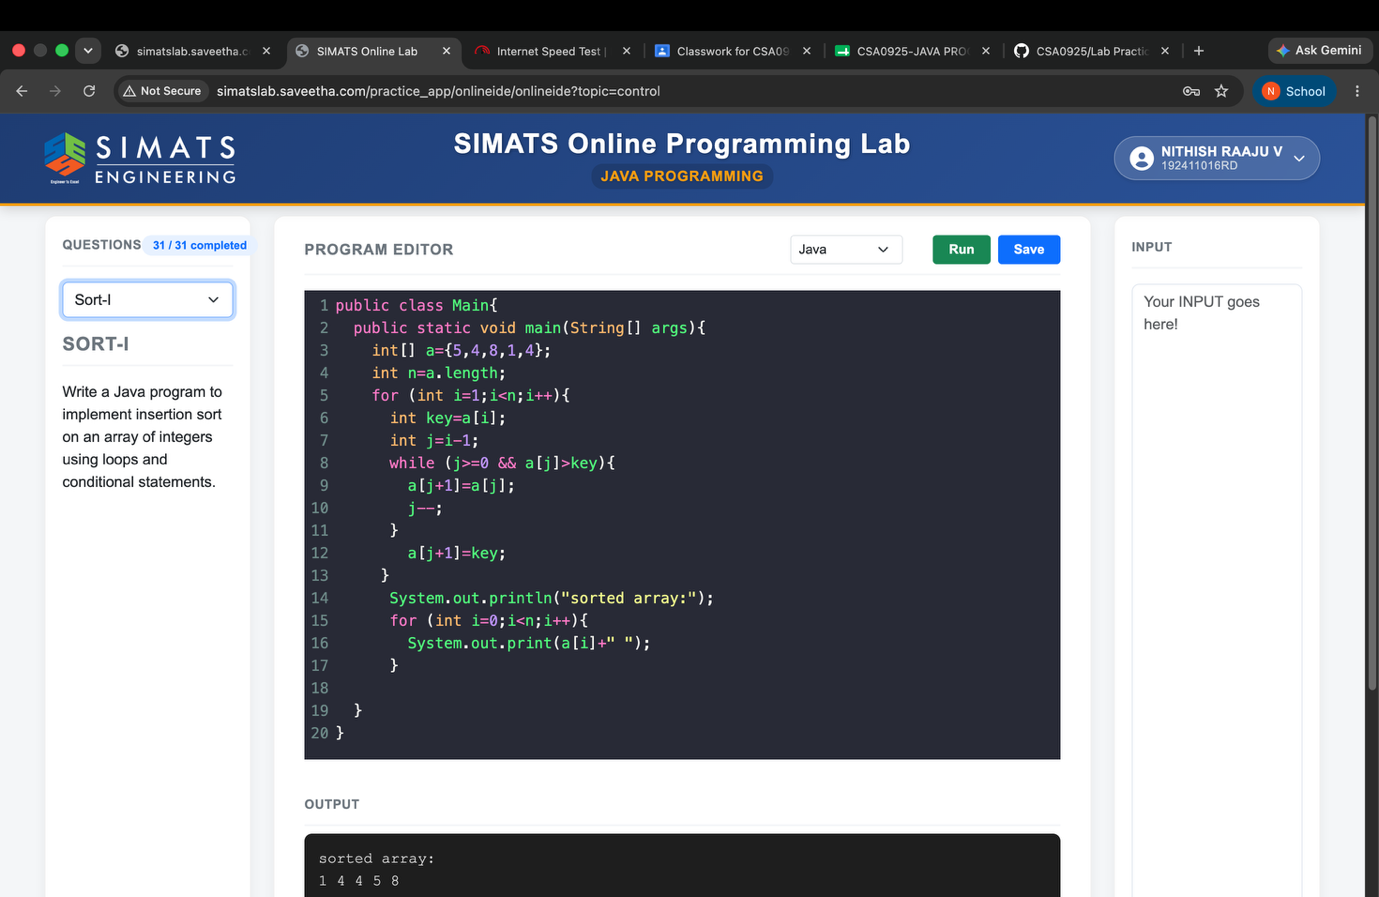 simatslab.saveetha.c
SIMATS Online Lab
Internet Speed Test |
Classwork for CSA09
CSA0925-JAVA PRO
CSA0925/Lab Practic
Ask Gemini
Not Secure
simatslab.saveetha.com/practice_app/onlineide/onlineide?topic=control
N School
SIMATS
ENGINEERING
SIMATS Online Programming Lab
JAVA PROGRAMMING
NITHISH RAAJU V
192411016RD
QUESTIONS 31 / 31 completed
Sort-I
SORT-I
Write a Java program to
implement insertion sort
on an array of integers
using loops and
conditional statements.
PROGRAM EDITOR
Java
Run
Save
1 public class Main{
2 public static void main(String[] args){
3 int[] a={5,4,8,1,4};
4 int n=a.length;
5 for (int i=1;i<n;i++){
6 int key=a[i];
7 int j=i-1;
8 while (j>=0 && a[j]>key){
9 a[j+1]=a[j];
10 j--;
11 }
12 a[j+1]=key;
13 }
14 System.out.println("sorted array:");
15 for (int i=0;i<n;i++){
16 System.out.print(a[i]+" ");
17 }
18
19 }
20 }
OUTPUT
sorted array:
1 4 4 5 8
INPUT
Your INPUT goes
here!